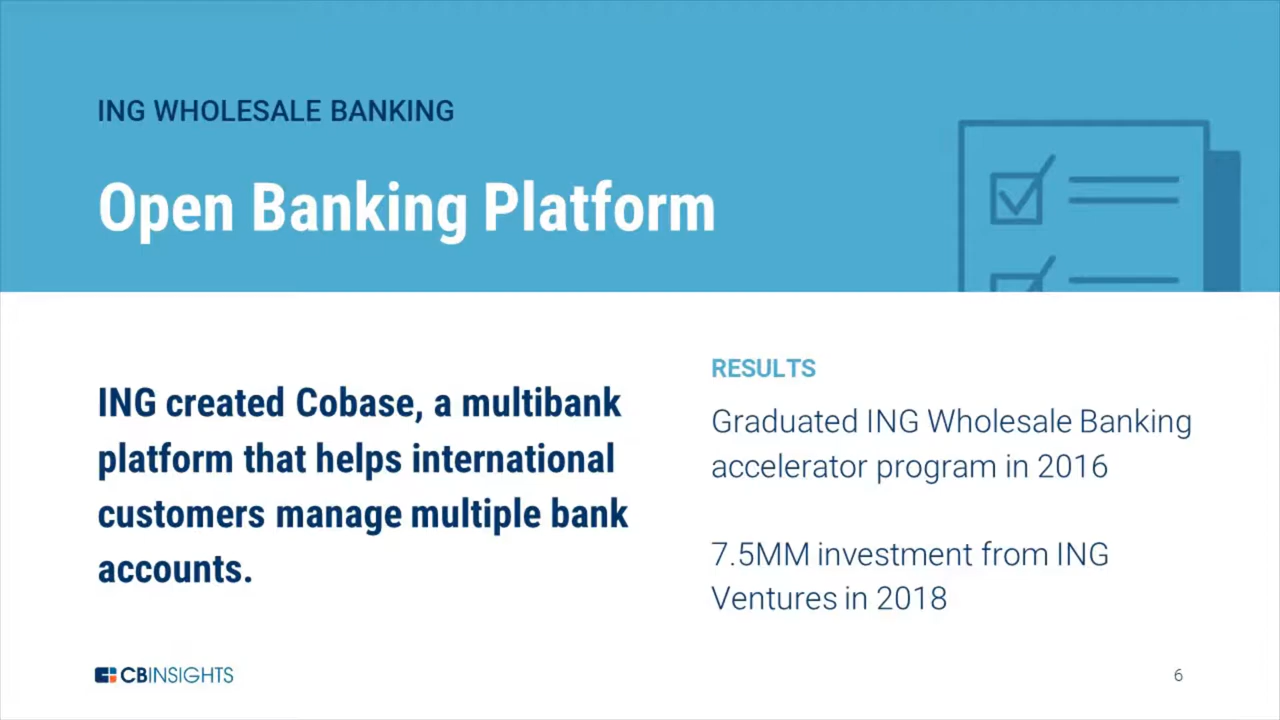 ING WHOLESALE BANKING
Open Banking Platform
ING created Cobase, a multibank
platform that helps international
customers manage multiple bank
accounts.
RESULTS
Graduated ING Wholesale Banking
accelerator program in 2016
7.5MM investment from ING
Ventures in 2018
CBINSIGHTS
6